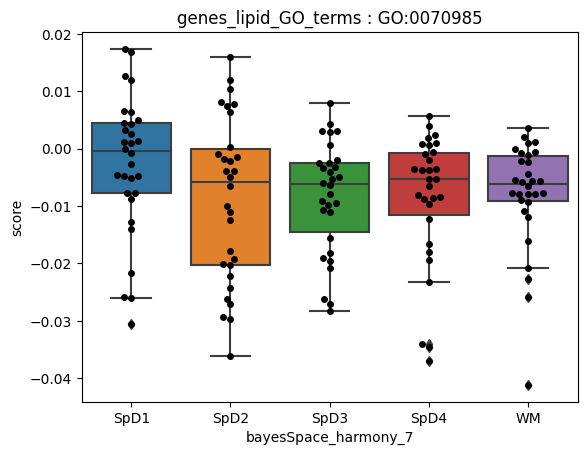 genes_lipid_GO_terms : GO:0070985
0.02
0.01
0.00
−0.01
−0.02
−0.03
−0.04
score
SpD1 SpD2 SpD3 SpD4 WM
bayesSpace_harmony_7